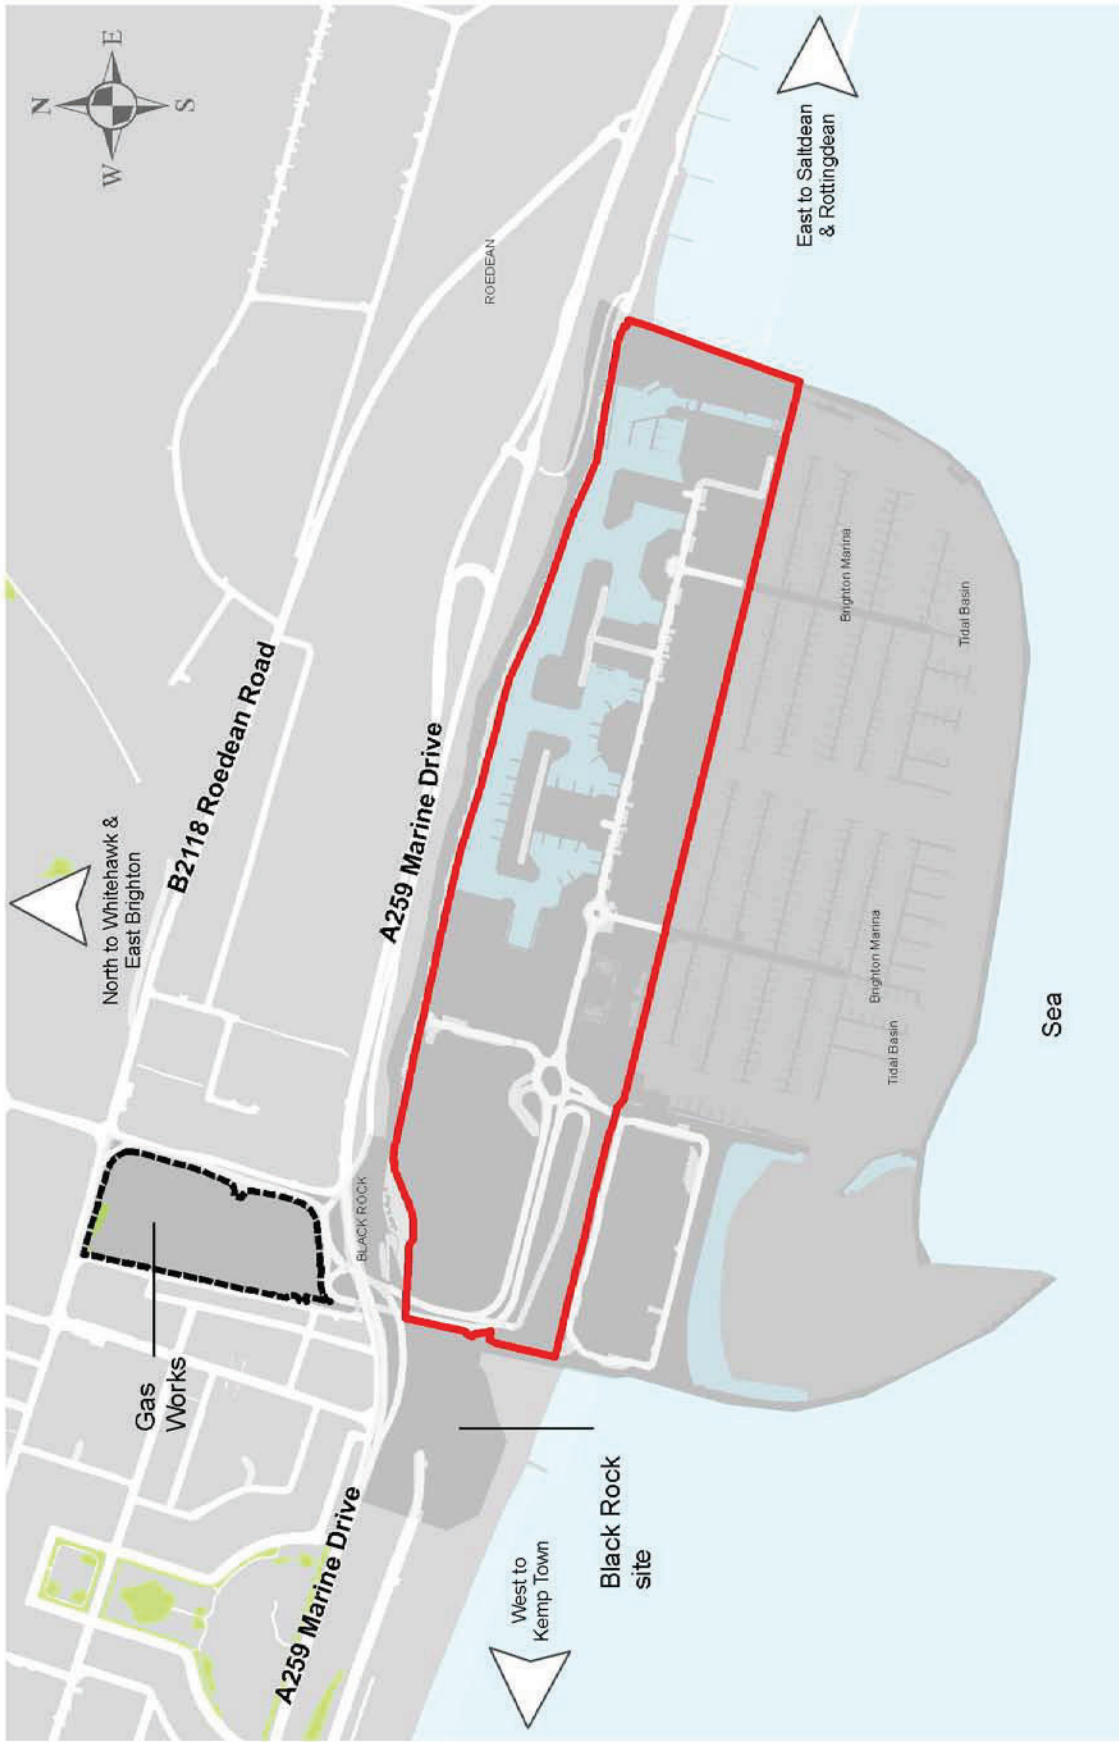 N
E
S
W
North to Whitehawk &
East Brighton
B2118 Roedean Road
ROEDEAN
A259 Marine Drive
Gas
Works
BLACK ROCK
A259 Marine Drive
East to Saltdean
& Rottingdean
West to
Kemp Town
Black Rock
site
Brighton Marina
Tidal Basin
Brighton Marina
Tidal Basin
Sea